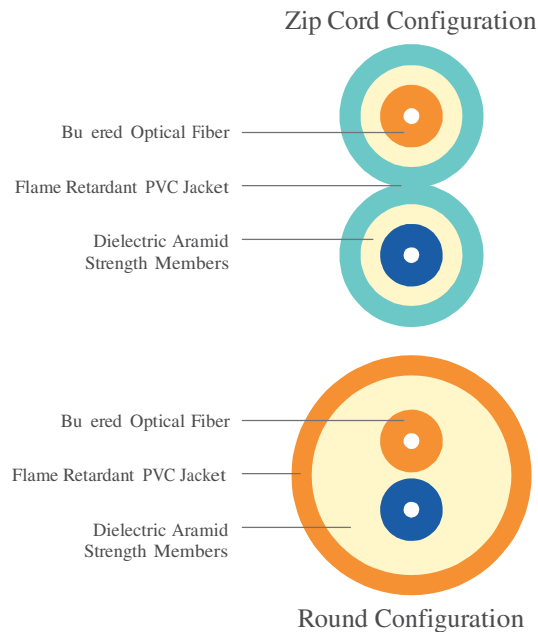 Zip Cord Configuration
Bu ered Optical Fiber
Flame Retardant PVC Jacket
Dielectric Aramid
Strength Members
Bu ered Optical Fiber
Flame Retardant PVC Jacket
Dielectric Aramid
Strength Members
Round Configuration